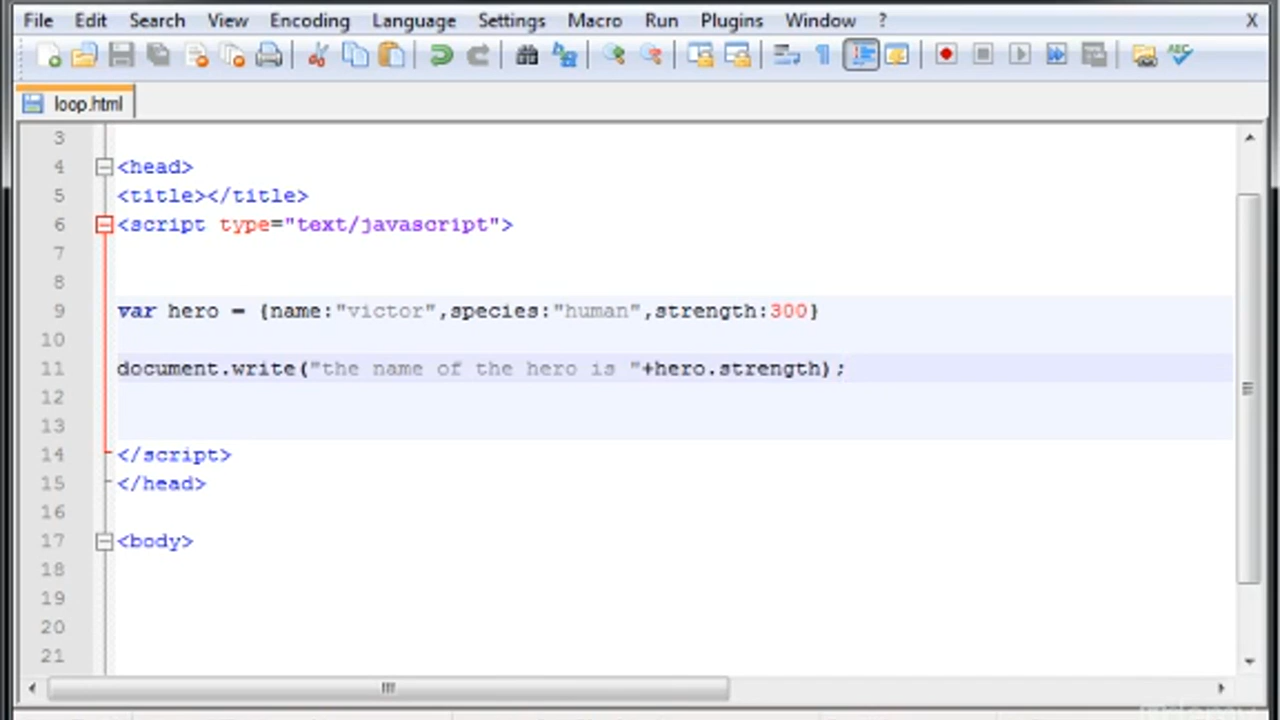 File Edit Search View Encoding Language Settings Macro Run Plugins Window ? X
loop.html
3
4 <head>
5 <title></title>
6 <script type="text/javascript">
7
8
9 var hero = {name:"victor",species:"human",strength:300}
10
11 document.write("the name of the hero is "+hero.strength);
12
13
14 </script>
15 </head>
16
17 <body>
18
19
20
21